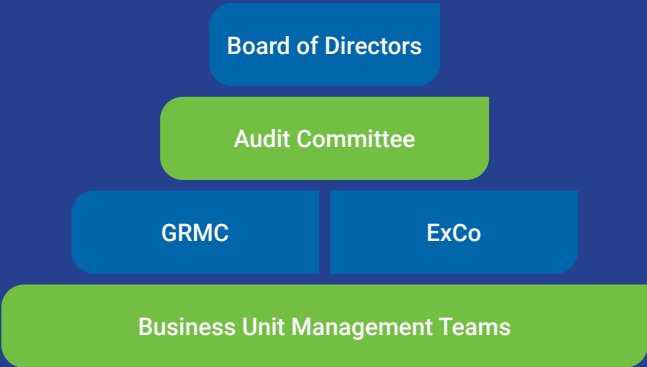 Board of Directors
Audit Committee
GRMC
ExCo
Business Unit Management Teams